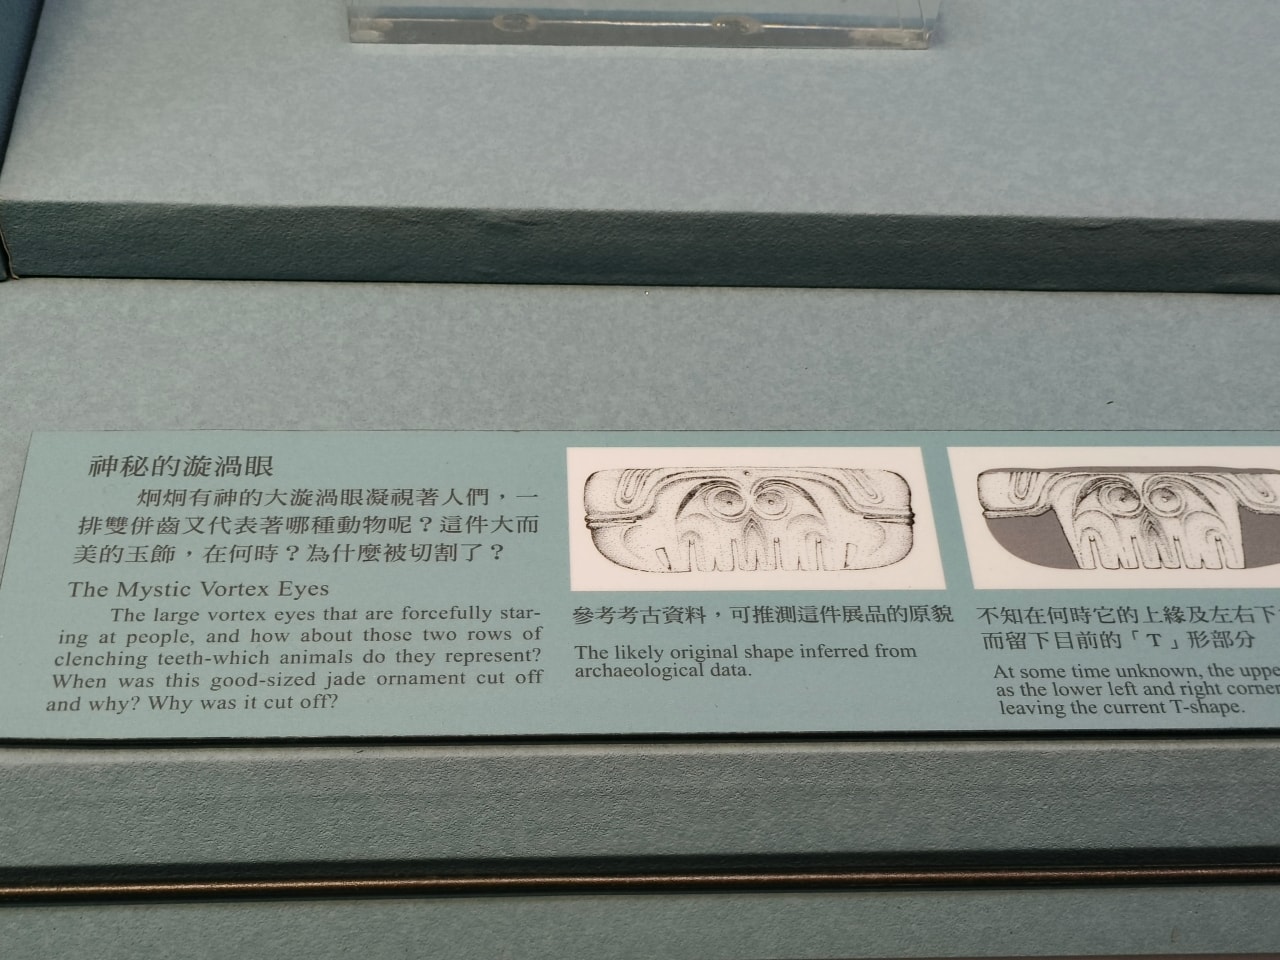 神秘的漩渦眼
炯炯有神的大漩渦眼凝視著人們，一
排雙併齒又代表著哪種動物呢？這件大而
美的玉飾，在何時？為什麼被切割了？
The Mystic Vortex Eyes
The large vortex eyes that are forcefully star-
ing at people, and how about those two rows of
clenching teeth-which animals do they represent?
When was this good-sized jade ornament cut off
and why? Why was it cut off?
參考考古資料，可推測這件展品的原貌
The likely original shape inferred from
archaeological data.
不知在何時它的上緣及左右下
而留下目前的「T」形部分
At some time unknown, the uppe
as the lower left and right corner
leaving the current T-shape.